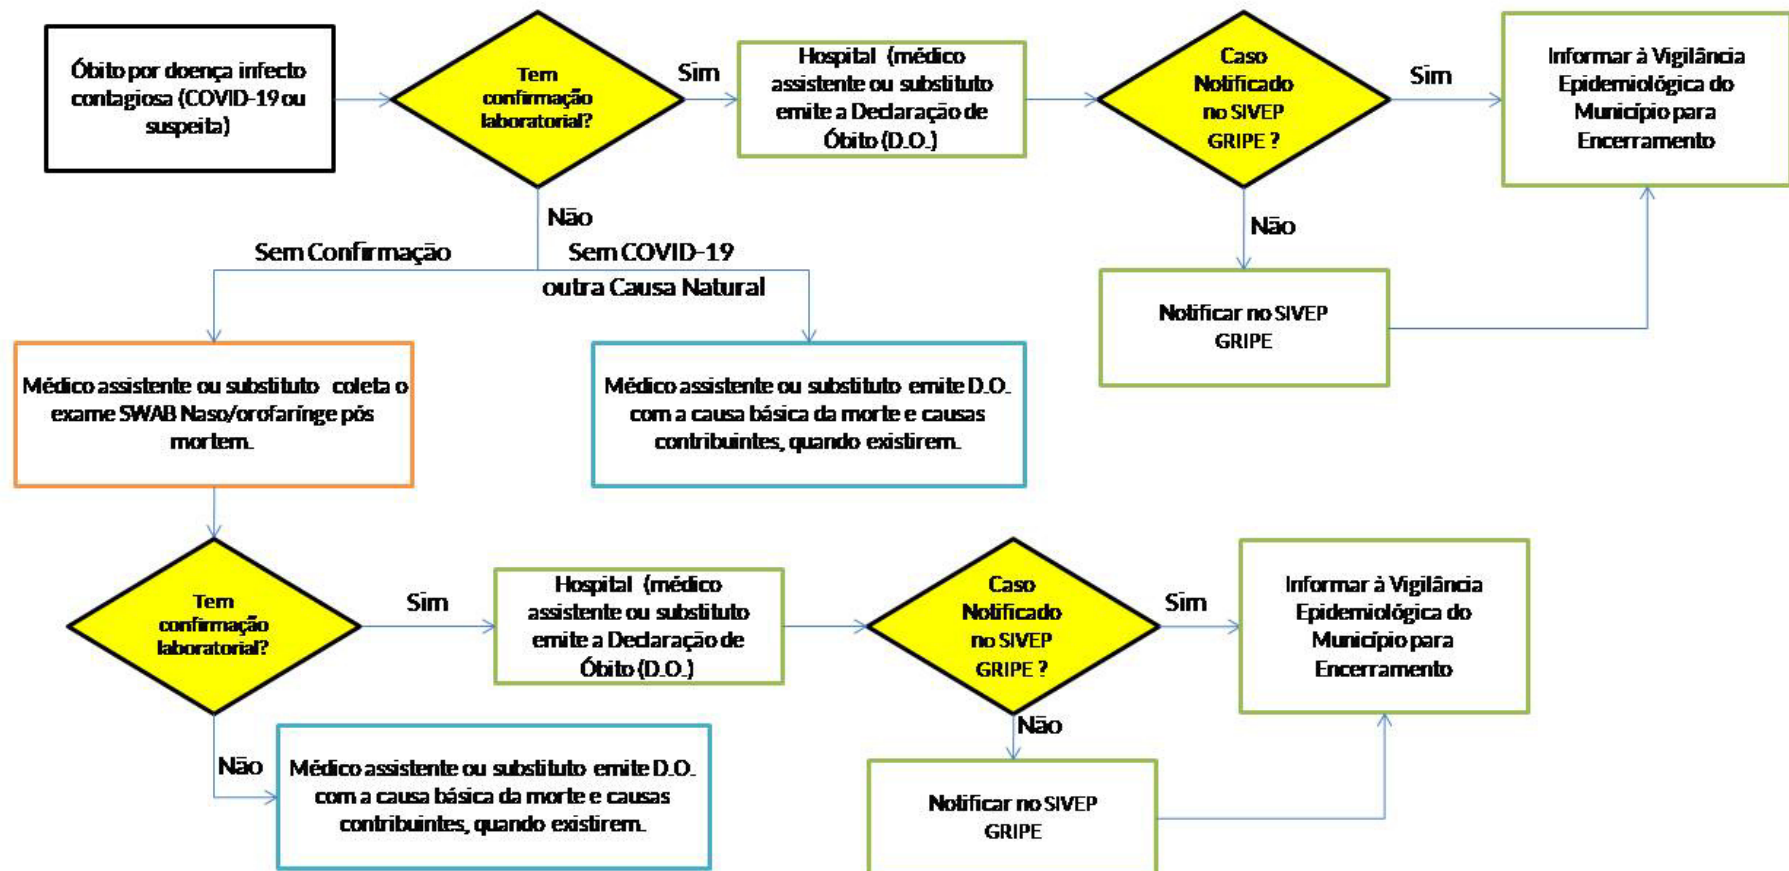 Óbito por doença infecto
contagiosa (COVID-19 ou
suspeita)
Tem
confirmação
laboratorial?
Sim
Hospital (médico
assistente ou substituto
emite a Declaração de
Óbito (D.O.)
Caso
Notificado
no SIVEP
GRIPE ?
Sim
Informar à Vigilância
Epidemiológica do
Município para
Encerramento
Não
Sem Confirmação
Sem COVID-19
outra Causa Natural
Não
Notificar no SIVEP
GRIPE
Médico assistente ou substituto coleta o
exame SWAB Naso/orofarínge pós
mortem.
Médico assistente ou substituto emite D.O.
com a causa básica da morte e causas
contribuintes, quando existirem.
Tem
confirmação
laboratorial?
Sim
Hospital (médico
assistente ou substituto
emite a Declaração de
Óbito (D.O.)
Caso
Notificado
no SIVEP
GRIPE ?
Sim
Informar à Vigilância
Epidemiológica do
Município para
Encerramento
Não
Médico assistente ou substituto emite D.O.
com a causa básica da morte e causas
contribuintes, quando existirem.
Não
Notificar no SIVEP
GRIPE